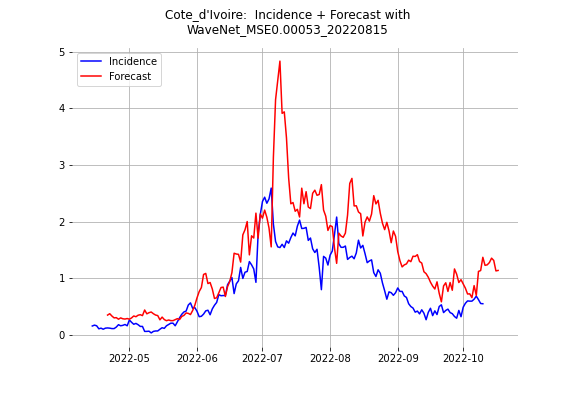 Cote_d'Ivoire:  Incidence + Forecast with
WaveNet_MSE0.00053_20220815
Incidence
Forecast
5
4
3
2
1
0
2022-05 2022-06 2022-07 2022-08 2022-09 2022-10